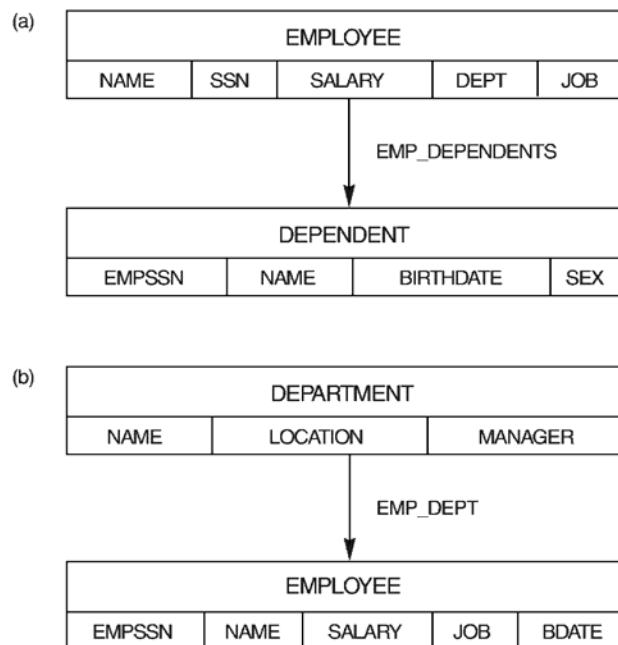 (a)
EMPLOYEE
NAME SSN SALARY DEPT JOB
EMP_DEPENDENTS
DEPENDENT
EMPSSN NAME BIRTHDATE SEX
(b)
DEPARTMENT
NAME LOCATION MANAGER
EMP_DEPT
EMPLOYEE
EMPSSN NAME SALARY JOB BDATE